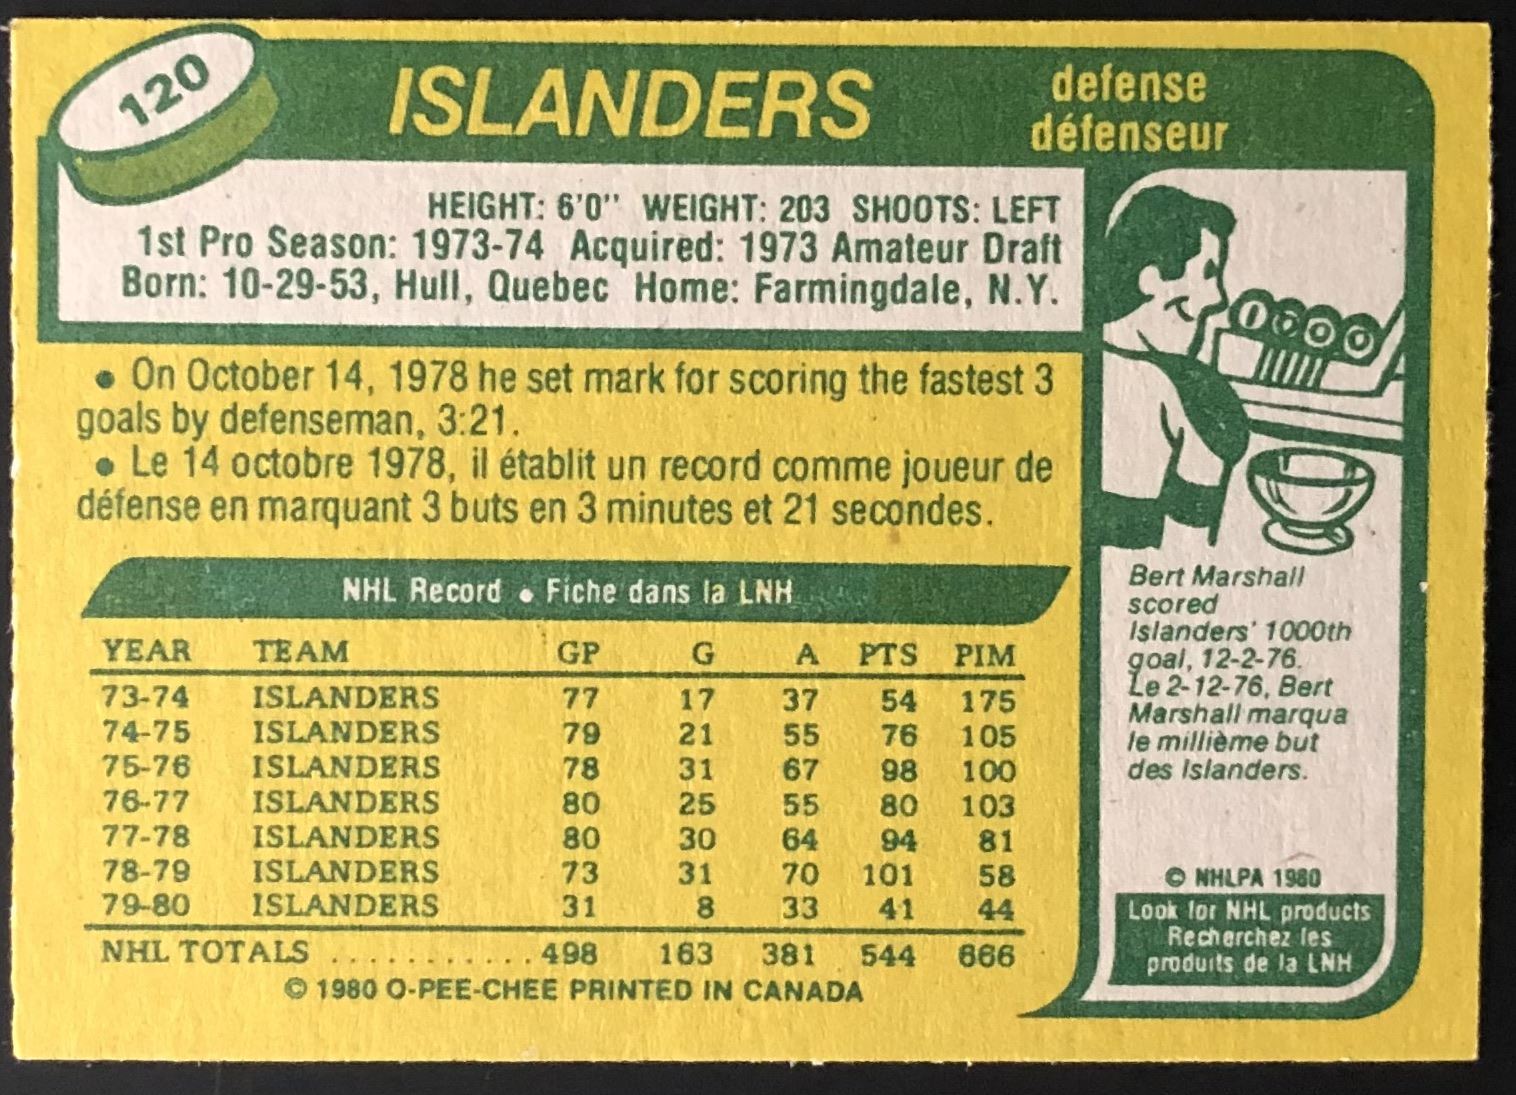 120
ISLANDERS
defense
défenseur
HEIGHT: 6'0" WEIGHT: 203 SHOOTS: LEFT
1st Pro Season: 1973-74 Acquired: 1973 Amateur Draft
Born: 10-29-53, Hull, Quebec Home: Farmingdale, N.Y.
• On October 14, 1978 he set mark for scoring the fastest 3
goals by defenseman, 3:21.
• Le 14 octobre 1978, il établit un record comme joueur de
défense en marquant 3 buts en 3 minutes et 21 secondes.
NHL Record • Fiche dans la LNH
YEAR TEAM GP G A PTS PIM
73-74 ISLANDERS 77 17 37 54 175
74-75 ISLANDERS 79 21 55 76 105
75-76 ISLANDERS 78 31 67 98 100
76-77 ISLANDERS 80 25 55 80 103
77-78 ISLANDERS 80 30 64 94 81
78-79 ISLANDERS 73 31 70 101 58
79-80 ISLANDERS 31 8 33 41 44
NHL TOTALS ............ 498 163 381 544 666
© 1980 O-PEE-CHEE PRINTED IN CANADA
1000
Bert Marshall
scored
Islanders' 1000th
goal, 12-2-76.
Le 2-12-76, Bert
Marshall marqua
le millième but
des Islanders.
© NHLPA 1980
Look for NHL products
Recherchez les
produits de la LNH